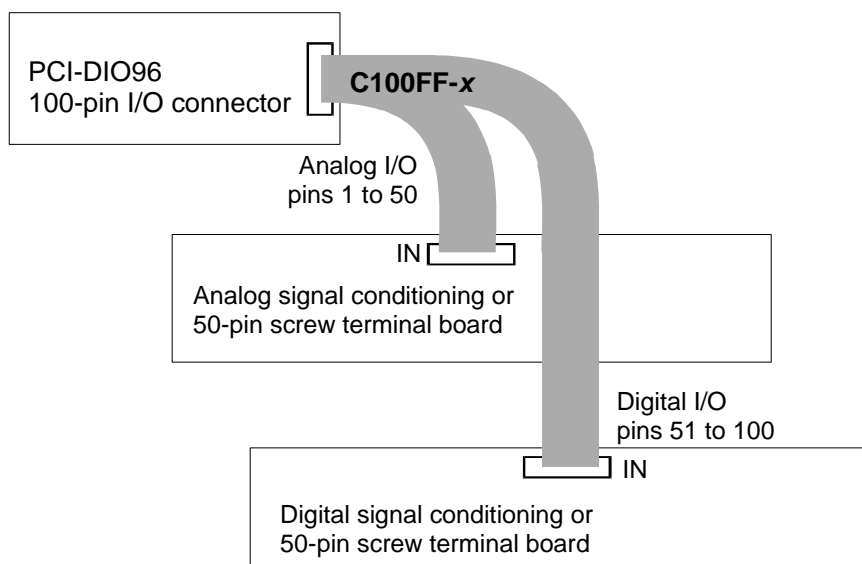 PCI-DIO96
100-pin I/O connector
C100FF-x
Analog I/O
pins 1 to 50
IN
Analog signal conditioning or
50-pin screw terminal board
Digital I/O
pins 51 to 100
IN
Digital signal conditioning or
50-pin screw terminal board